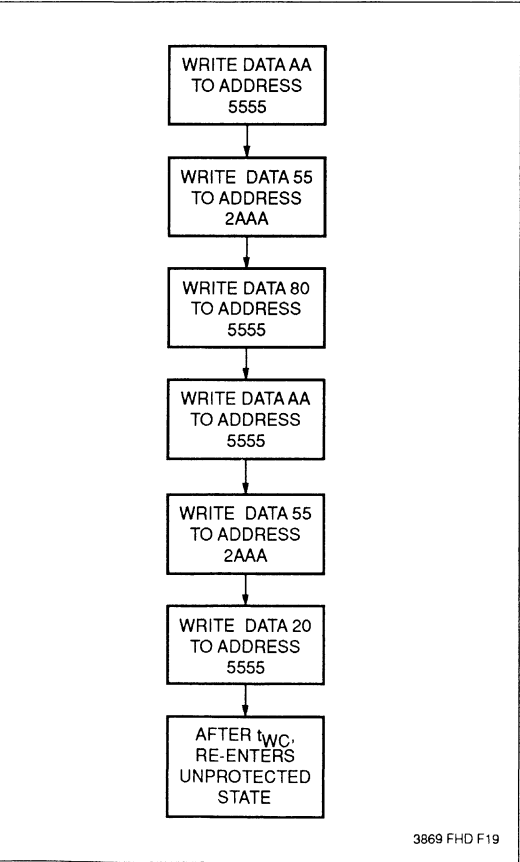 WRITE DATA AA
TO ADDRESS
5555
WRITE DATA 55
TO ADDRESS
2AAA
WRITE DATA 80
TO ADDRESS
5555
WRITE DATA AA
TO ADDRESS
5555
WRITE DATA 55
TO ADDRESS
2AAA
WRITE DATA 20
TO ADDRESS
5555
AFTER tWC,
RE-ENTERS
UNPROTECTED
STATE
3869 FHD F19